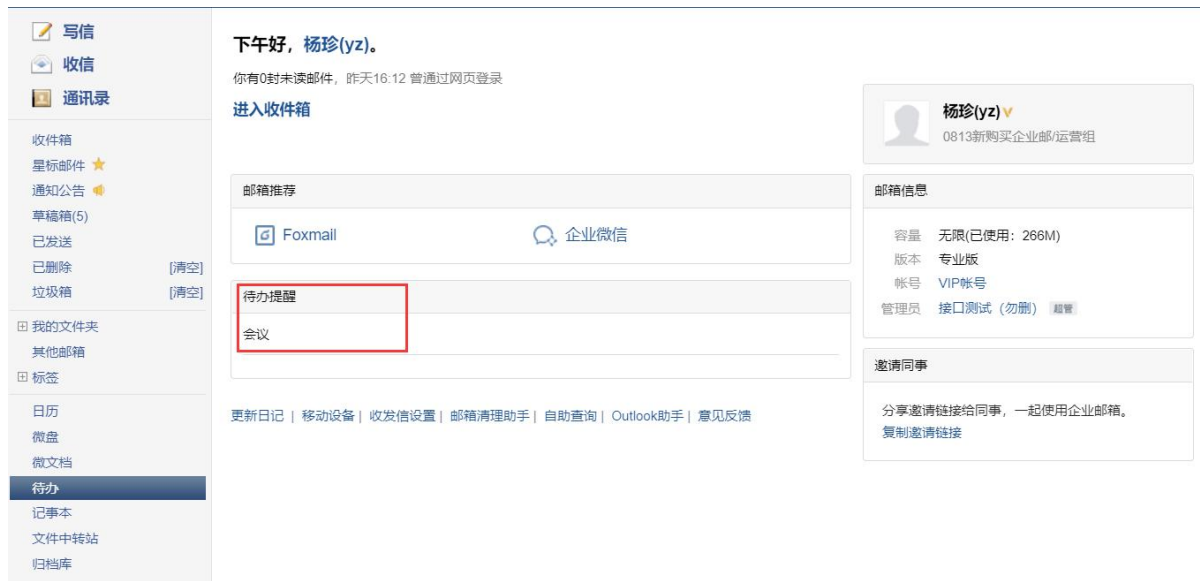 写信
收信
通讯录
收件箱
星标邮件
通知公告
草稿箱(5)
已发送
已删除 [清空]
垃圾箱 [清空]
我的文件夹
其他邮箱
标签
日历
微盘
微文档
待办
记事本
文件中转站
归档库
下午好，杨珍(yz)。
你有0封未读邮件，昨天16:12 曾通过网页登录
进入收件箱
邮箱推荐
Foxmail 企业微信
待办提醒
会议
更新日记 | 移动设备 | 收发信设置 | 邮箱清理助手 | 自助查询 | Outlook助手 | 意见反馈
杨珍(yz)
0813新购买企业邮/运营组
邮箱信息
容量 无限(已使用：266M)
版本 专业版
帐号 VIP帐号
管理员 接口测试（勿删） 超管
邀请同事
分享邀请链接给同事，一起使用企业邮箱。
复制邀请链接